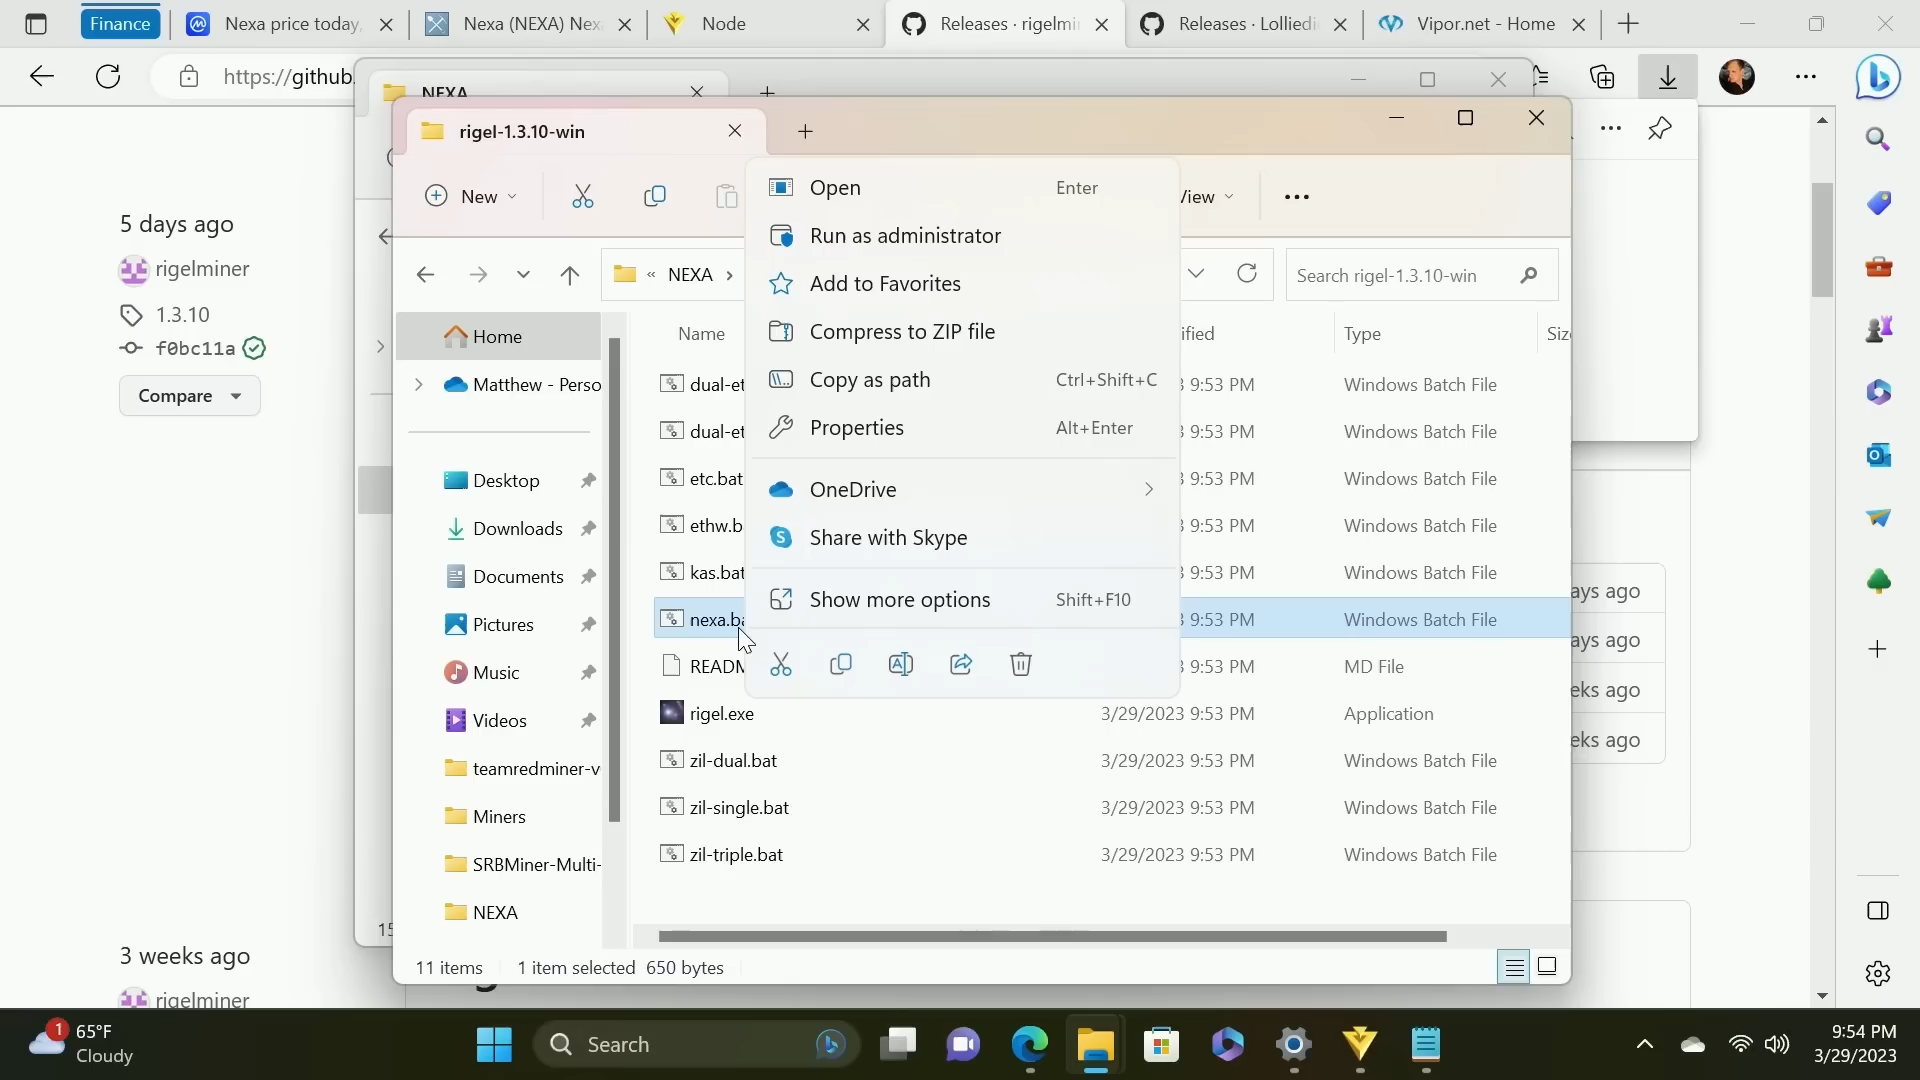 Finance
Nexa price today,
Nexa (NEXA) Nex
Node
Releases · rigelmin
Releases · Lolliedi
Vipor.net - Home
https://github.
NEXA
rigel-1.3.10-win
New
View
NEXA
Search rigel-1.3.10-win
5 days ago
rigelminer
1.3.10
f0bc11a
Compare
3 weeks ago
rigelminer
Home
Matthew - Perso
Desktop
Downloads
Documents
Pictures
Music
Videos
teamredminer-v
Miners
SRBMiner-Multi-
NEXA
Name
ified
Type
Siz
dual-et
3 9:53 PM
Windows Batch File
dual-et
3 9:53 PM
Windows Batch File
etc.bat
3 9:53 PM
Windows Batch File
ethw.b
3 9:53 PM
Windows Batch File
kas.bat
3 9:53 PM
Windows Batch File
nexa.ba
3 9:53 PM
Windows Batch File
READM
3 9:53 PM
MD File
rigel.exe
3/29/2023 9:53 PM
Application
zil-dual.bat
3/29/2023 9:53 PM
Windows Batch File
zil-single.bat
3/29/2023 9:53 PM
Windows Batch File
zil-triple.bat
3/29/2023 9:53 PM
Windows Batch File
Open Enter
Run as administrator
Add to Favorites
Compress to ZIP file
Copy as path Ctrl+Shift+C
Properties Alt+Enter
OneDrive
Share with Skype
Show more options Shift+F10
ays ago
ays ago
eks ago
eks ago
15
11 items 1 item selected 650 bytes
1
65°F
Cloudy
Search
9:54 PM
3/29/2023